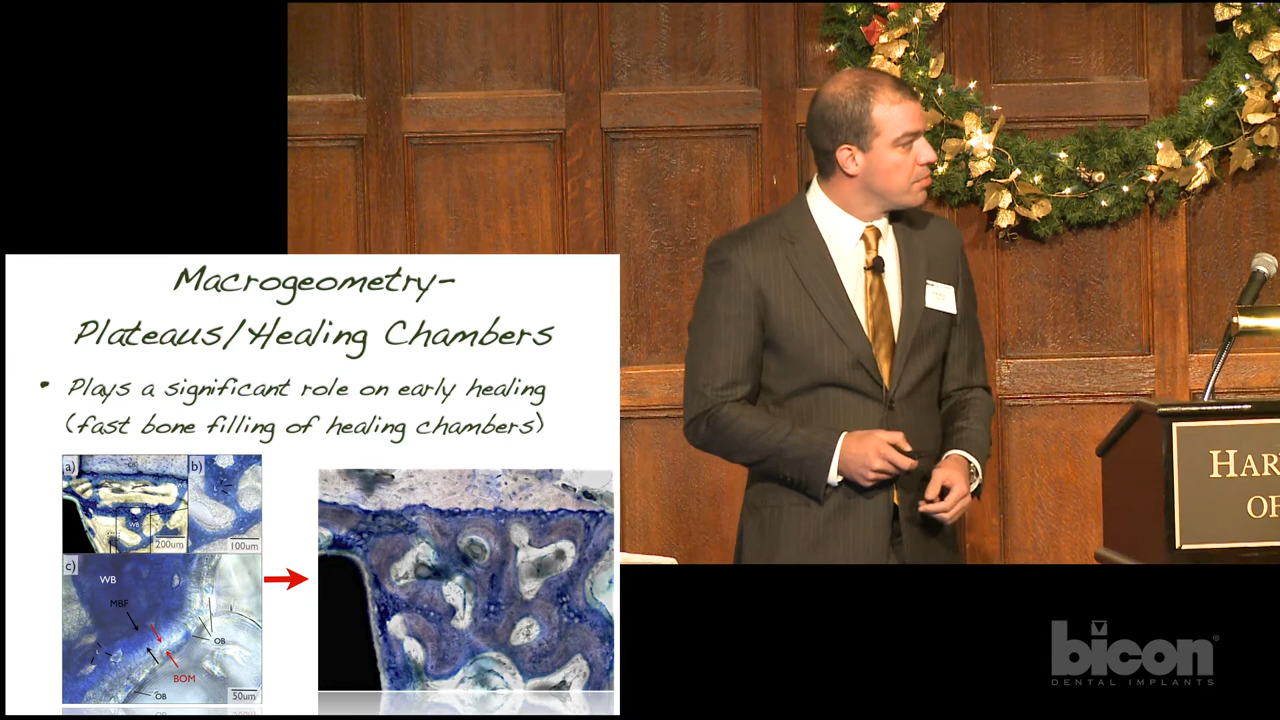 Macrogeometry-
Plateaus/Healing Chambers
• Plays a significant role on early healing
(fast bone filling of healing chambers)
a)
b)
WB
200um
100um
c)
WB
MBF
OB
BOM
OB
50um
HAR
OF
bicon®
DENTAL IMPLANTS